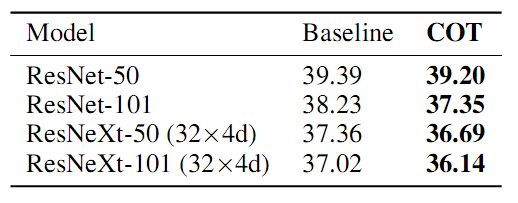 Model Baseline COT
ResNet-50 39.39 39.20
ResNet-101 38.23 37.35
ResNeXt-50 (32×4d) 37.36 36.69
ResNeXt-101 (32×4d) 37.02 36.14